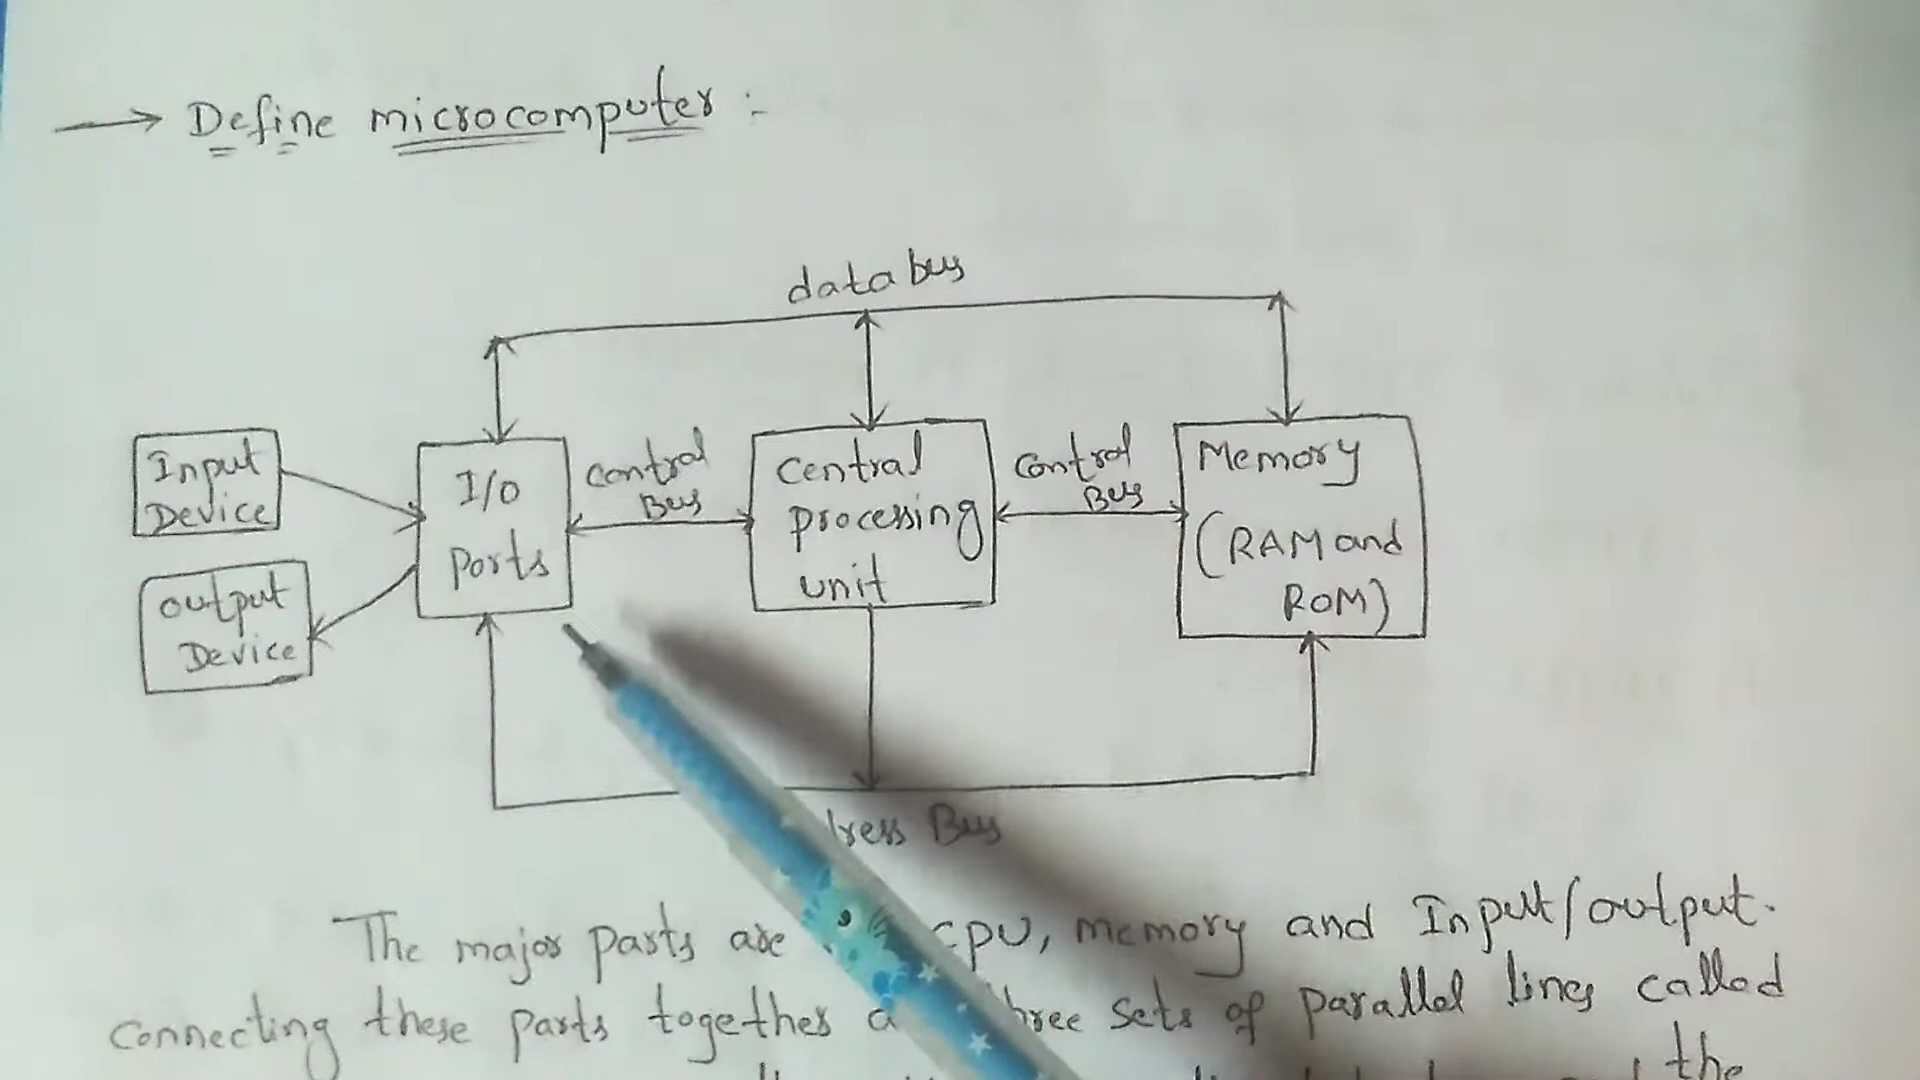 → Define microcomputer :-
data bus
Input
Device
I/O
Ports
Control
Bus
Central
processing
unit
Control
Bus
Memory
(RAM and
ROM)
output
Device
Bus
The major parts are CPU, memory and Input/output.
connecting these parts together three sets of parallel lines called
the